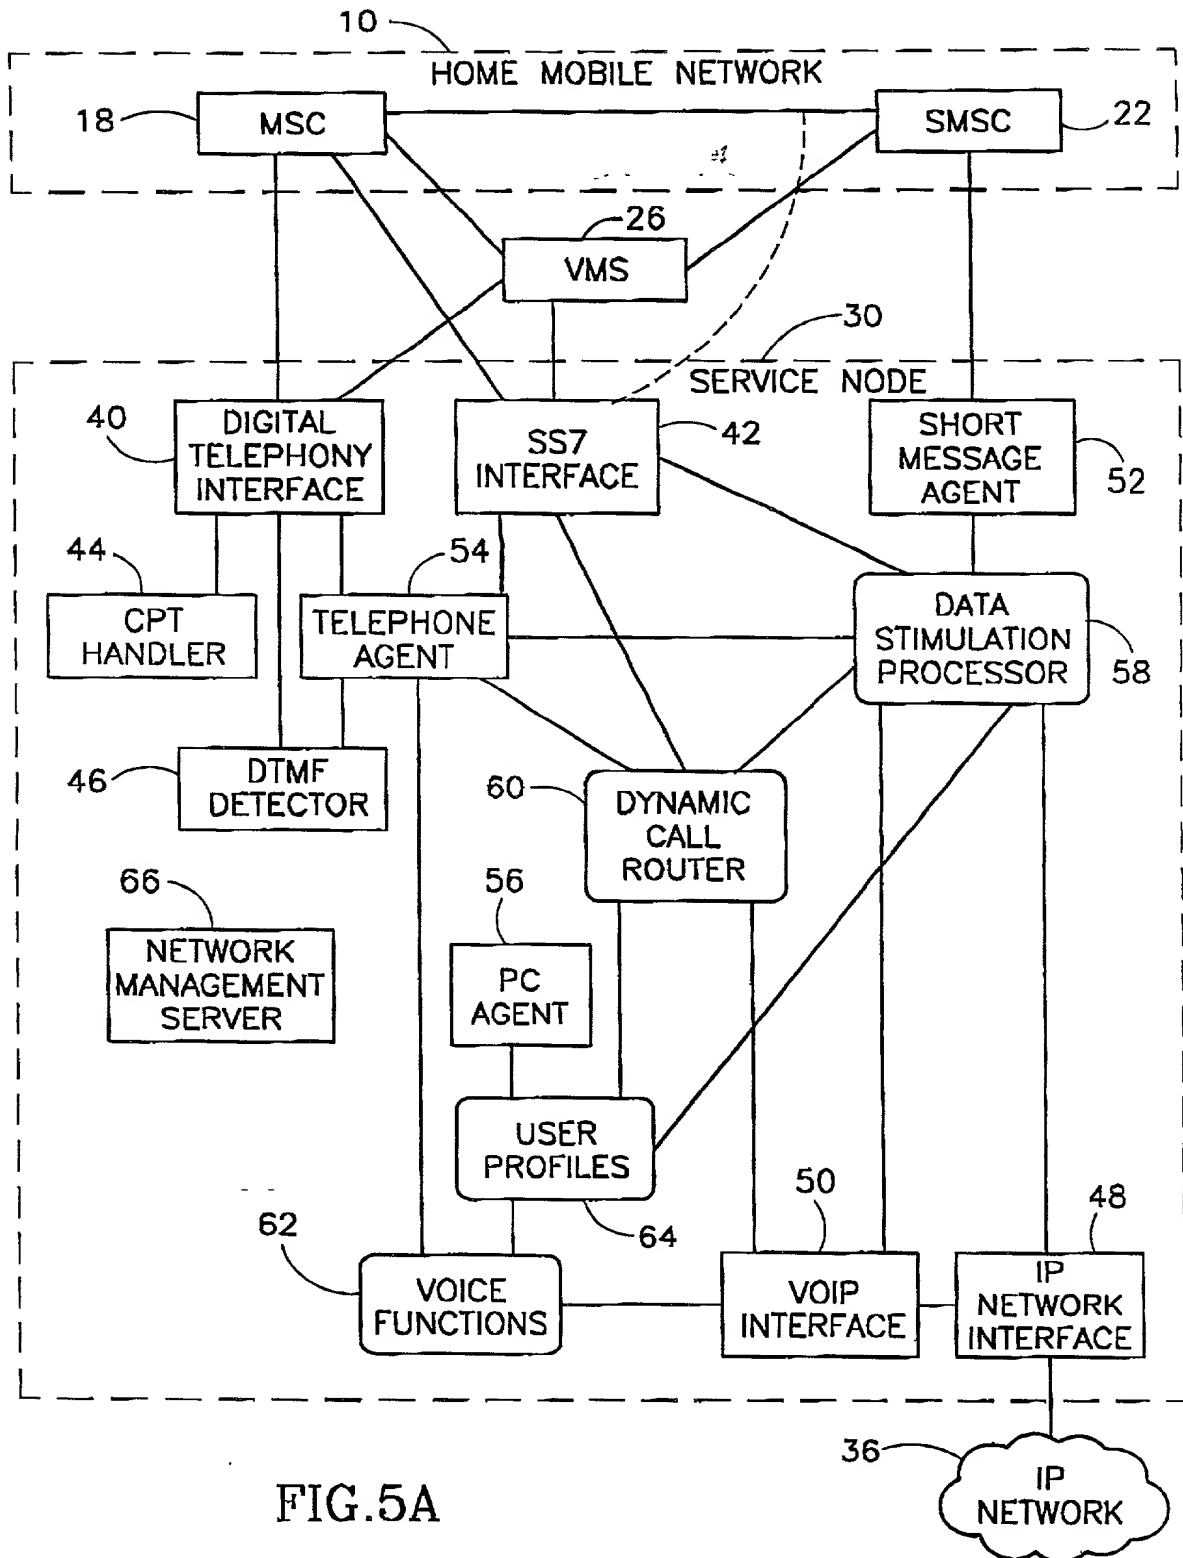 10
HOME MOBILE NETWORK
18
MSC
SMSC
22
26
VMS
30
SERVICE NODE
40
DIGITAL
TELEPHONY
INTERFACE
SS7
INTERFACE
42
SHORT
MESSAGE
AGENT
52
44
CPT
HANDLER
54
TELEPHONE
AGENT
DATA
STIMULATION
PROCESSOR
58
46
DTMF
DETECTOR
60
DYNAMIC
CALL
ROUTER
66
NETWORK
MANAGEMENT
SERVER
56
PC
AGENT
USER
PROFILES
64
62
VOICE
FUNCTIONS
50
VOIP
INTERFACE
48
IP
NETWORK
INTERFACE
36
IP
NETWORK
FIG.5A